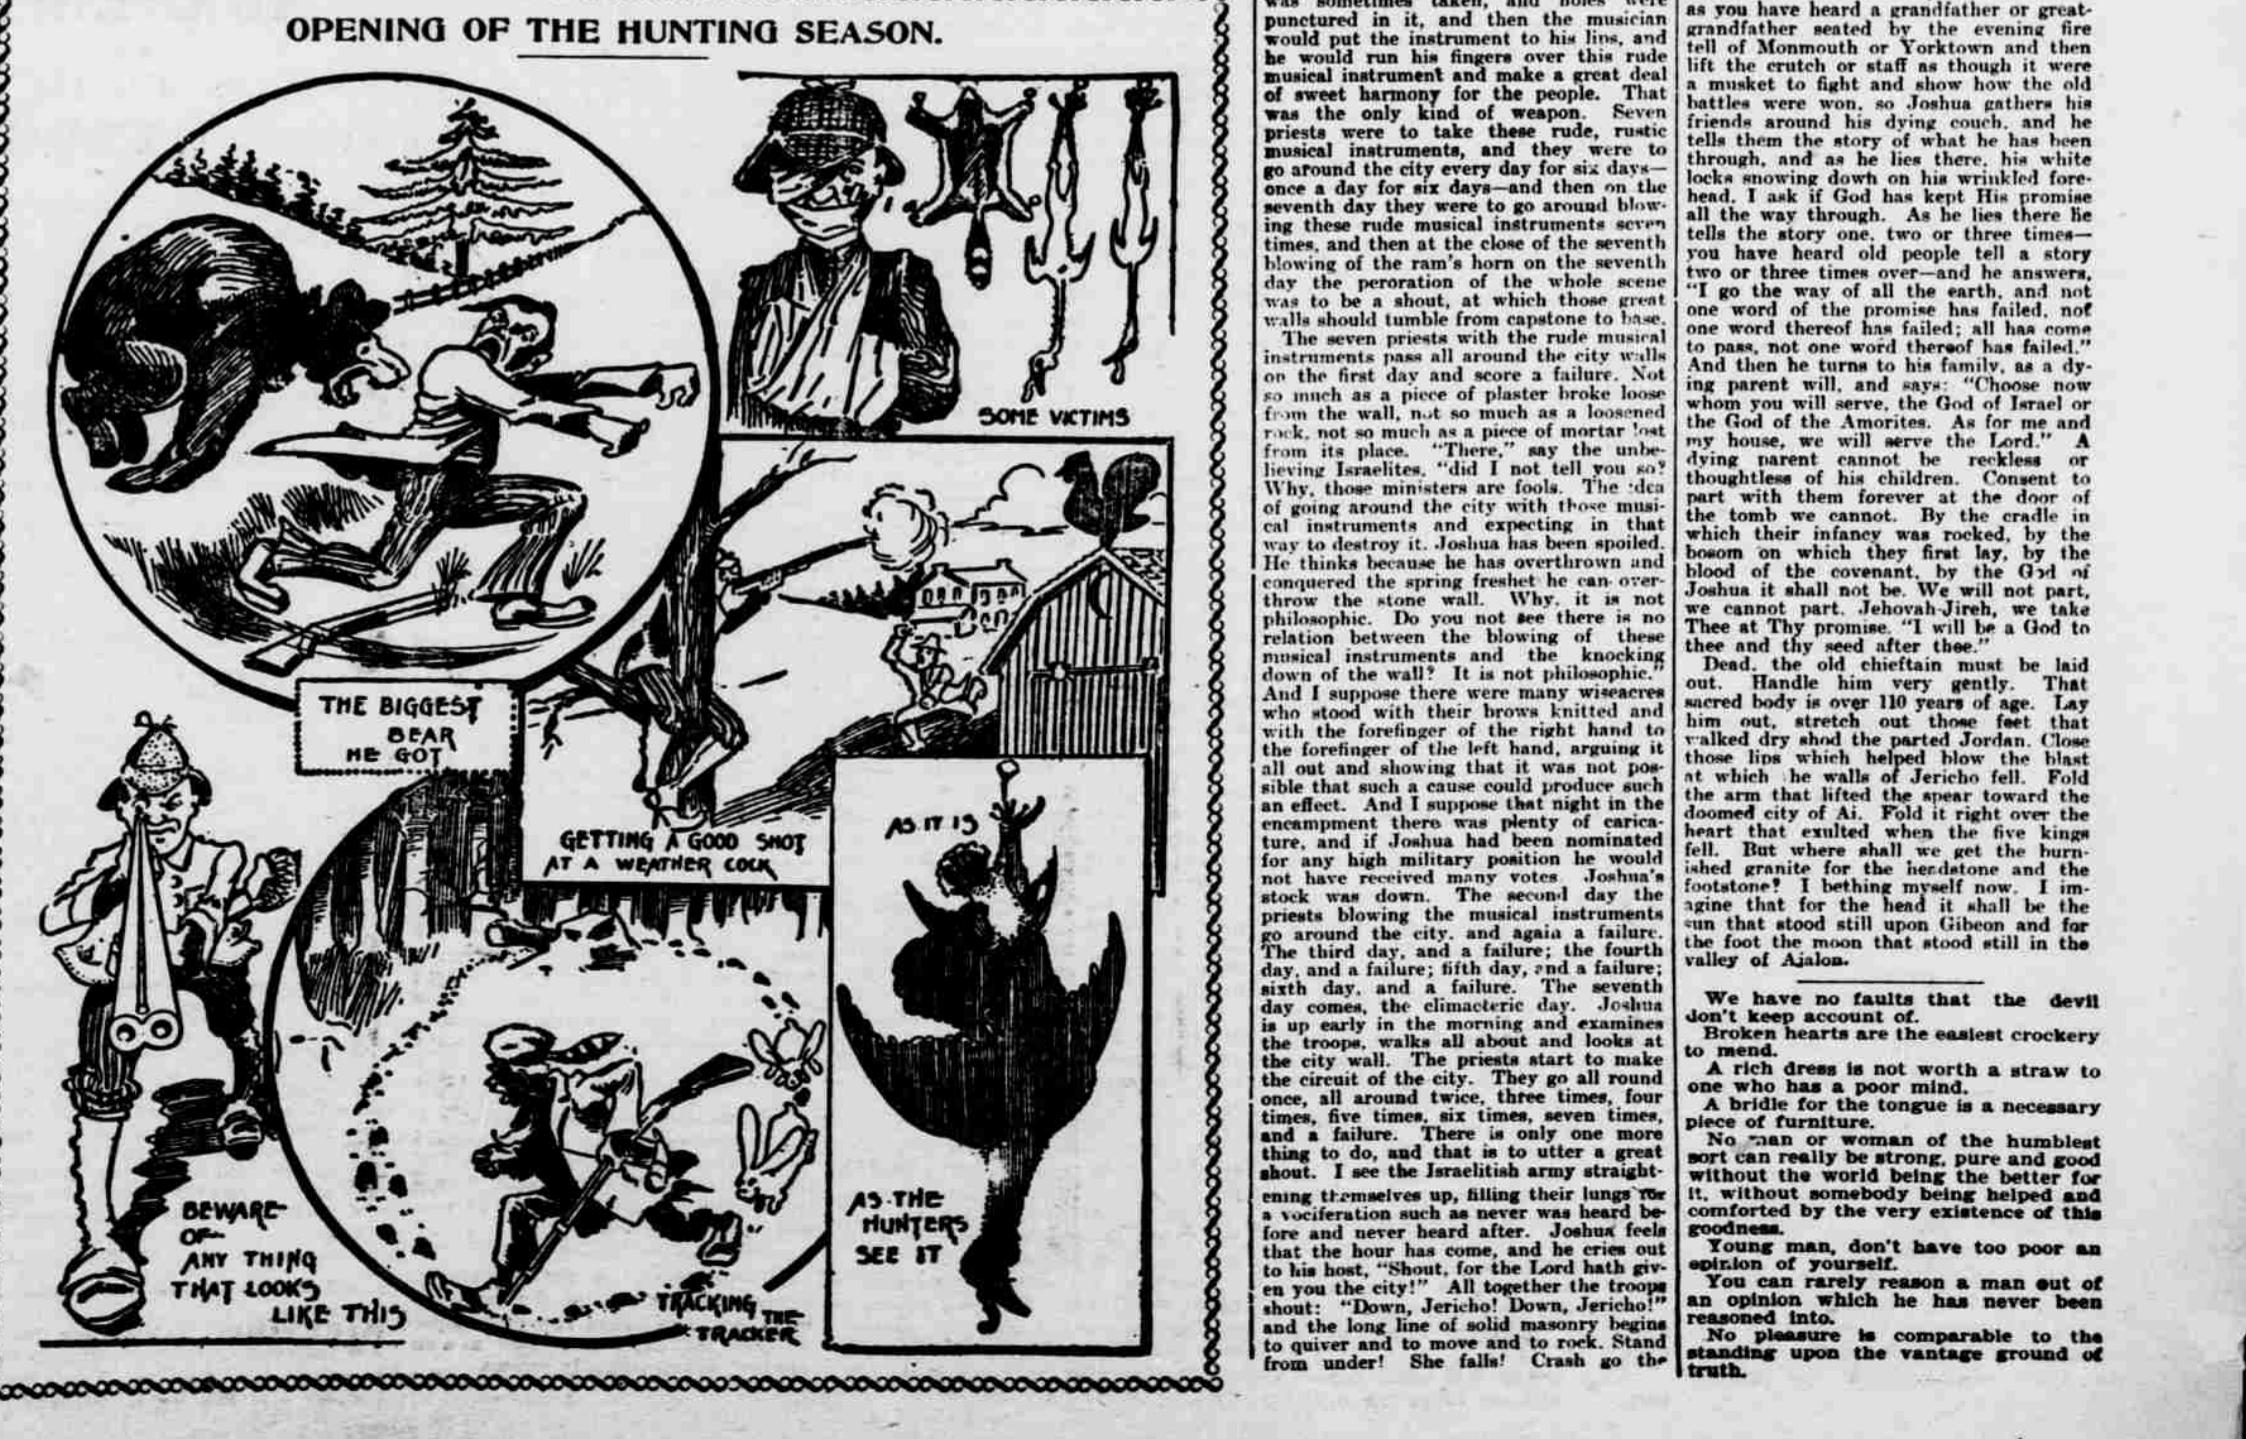 OPENING OF THE HUNTING SEASON.
SOME VICTIMS
THE BIGGEST
BEAR
HE GOT
GETTING A GOOD SHOT
AT A WEATHER COCK
AS IT IS
AS THE
HUNTERS
SEE IT
BEWARE
OF
ANY THING
THAT LOOKS
LIKE THIS
TRACKING THE
TRACKER
was sometimes taken, and holes were
punctured in it, and then the musician
would put the instrument to his lips, and
he would run his fingers over this rude
musical instrument and make a great deal
of sweet harmony for the people. That
was the only kind of weapon. Seven
priests were to take these rude, rustic
musical instruments, and they were to
go around the city every day for six days—
once a day for six days—and then on the
seventh day they were to go around blow-
ing these rude musical instruments seven
times, and then at the close of the seventh
blowing of the ram's horn on the seventh
day the peroration of the whole scene
was to be a shout, at which those great
walls should tumble from capstone to base.
The seven priests with the rude musical
instruments pass all around the city walls
on the first day and score a failure. Not
so much as a piece of plaster broke loose
from the wall, not so much as a loosened
rock, not so much as a piece of mortar lost
from its place. "There," say the unbe-
lieving Israelites, "did I not tell you so?
Why, those ministers are fools. The idea
of going around the city with those musi-
cal instruments and expecting in that
way to destroy it. Joshua has been spoiled.
He thinks because he has overthrown and
conquered the spring freshet he can over-
throw the stone wall. Why, it is not
philosophic. Do you not see there is no
relation between the blowing of these
musical instruments and the knocking
down of the wall? It is not philosophic."
And I suppose there were many wiseacres
who stood with their brows knitted and
with the forefinger of the right hand to
the forefinger of the left hand, arguing it
all out and showing that it was not pos-
sible that such a cause could produce such
an effect. And I suppose that night in the
encampment there was plenty of carica-
ture, and if Joshua had been nominated
for any high military position he would
not have received many votes. Joshua's
stock was down. The second day the
priests blowing the musical instruments
go around the city, and again a failure.
The third day, and a failure; the fourth
day, and a failure; fifth day, and a failure;
sixth day, and a failure. The seventh
day comes, the climacteric day. Joshua
is up early in the morning and examines
the troops, walks all about and looks at
the city wall. The priests start to make
the circuit of the city. They go all round
once, all around twice, three times, four
times, five times, six times, seven times,
and a failure. There is only one more
thing to do, and that is to utter a great
shout. I see the Israelitish army straight-
ening themselves up, filling their lungs for
a vociferation such as never was heard be-
fore and never heard after. Joshua feels
that the hour has come, and he cries out
to his host, "Shout, for the Lord hath giv-
en you the city!" All together the troops
shout: "Down, Jericho! Down, Jericho!"
and the long line of solid masonry begins
to quiver and to move and to rock. Stand
from under! She falls! Crash go the
as you have heard a grandfather or great-
grandfather seated by the evening fire
tell of Monmouth or Yorktown and then
lift the crutch or staff as though it were
a musket to fight and show how the old
battles were won, so Joshua gathers his
friends around his dying couch, and he
tells them the story of what he has been
through, and as he lies there, his white
locks snowing down on his wrinkled fore-
head, I ask if God has kept His promise
all the way through. As he lies there he
tells the story one, two or three times—
you have heard old people tell a story
two or three times over—and he answers,
"I go the way of all the earth, and not
one word of the promise has failed, not
one word thereof has failed; all has come
to pass, not one word thereof has failed."
And then he turns to his family, as a dy-
ing parent will, and says: "Choose now
whom you will serve, the God of Israel or
the God of the Amorites. As for me and
my house, we will serve the Lord." A
dying parent cannot be reckless or
thoughtless of his children. Consent to
part with them forever at the door of
the tomb we cannot. By the cradle in
which their infancy was rocked, by the
bosom on which they first lay, by the
blood of the covenant, by the God of
Joshua it shall not be. We will not part,
we cannot part. Jehovah-Jireh, we take
Thee at Thy promise. "I will be a God to
thee and thy seed after thee."
Dead, the old chieftain must be laid
out. Handle him very gently. That
sacred body is over 110 years of age. Lay
him out, stretch out those feet that
walked dry shod the parted Jordan. Close
those lips which helped blow the blast
at which the walls of Jericho fell. Fold
the arm that lifted the spear toward the
doomed city of Ai. Fold it right over the
heart that exulted when the five kings
fell. But where shall we get the burn-
ished granite for the headstone and the
footstone? I bething myself now. I im-
agine that for the head it shall be the
sun that stood still upon Gibeon and for
the foot the moon that stood still in the
valley of Ajalon.
We have no faults that the devil
don't keep account of.
Broken hearts are the easiest crockery
to mend.
A rich dress is not worth a straw to
one who has a poor mind.
A bridle for the tongue is a necessary
piece of furniture.
No man or woman of the humblest
sort can really be strong, pure and good
without the world being the better for
it, without somebody being helped and
comforted by the very existence of this
goodness.
Young man, don't have too poor an
opinion of yourself.
You can rarely reason a man out of
an opinion which he has never been
reasoned into.
No pleasure is comparable to the
standing upon the vantage ground of
truth.